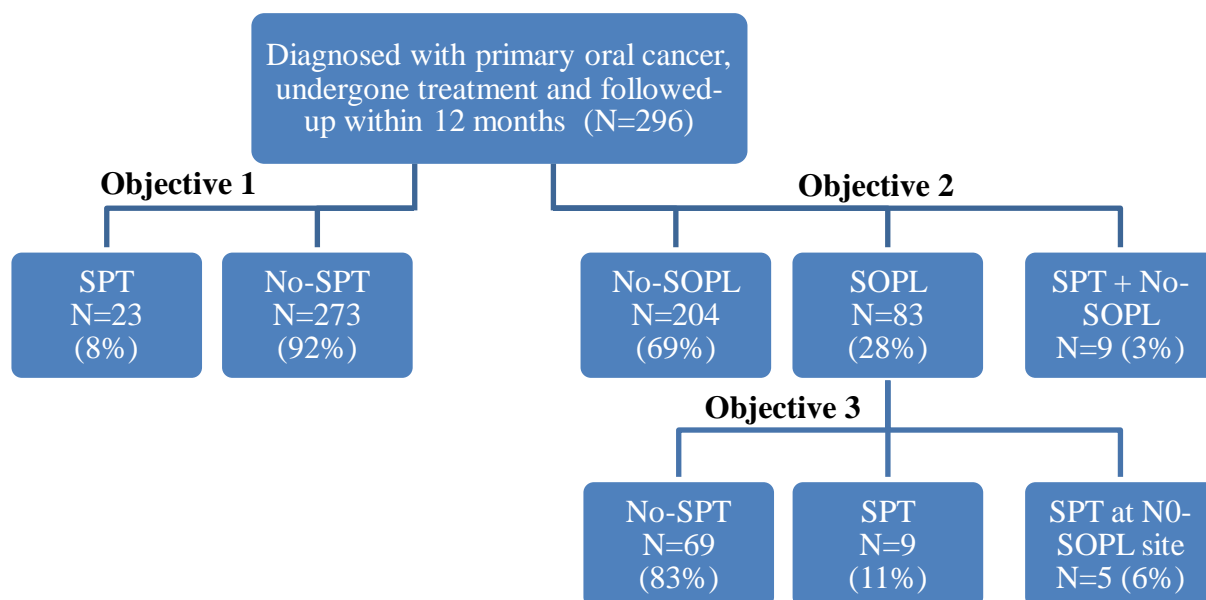 Diagnosed with primary oral cancer,
undergone treatment and followed-
up within 12 months (N=296)
Objective 1
Objective 2
SPT
N=23
(8%)
No-SPT
N=273
(92%)
No-SOPL
N=204
(69%)
SOPL
N=83
(28%)
SPT + No-
SOPL
N=9 (3%)
Objective 3
No-SPT
N=69
(83%)
SPT
N=9
(11%)
SPT at N0-
SOPL site
N=5 (6%)